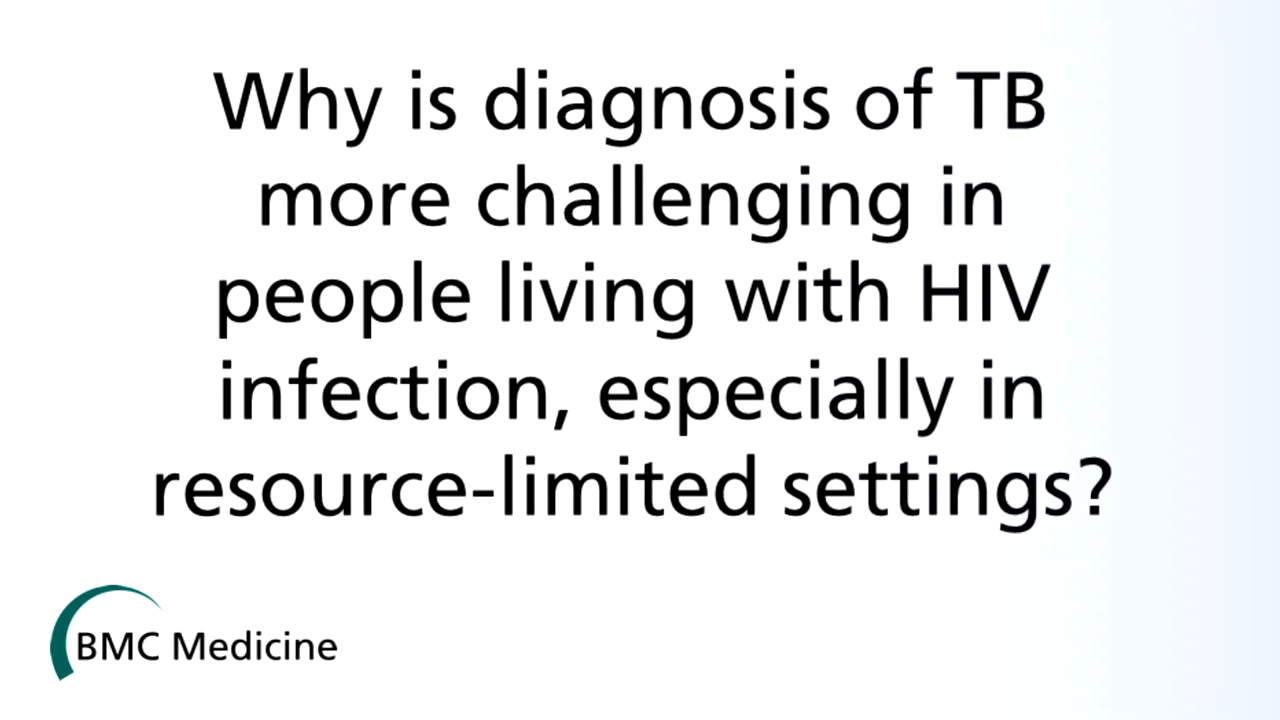 Why is diagnosis of TB
more challenging in
people living with HIV
infection, especially in
resource-limited settings?
BMC Medicine